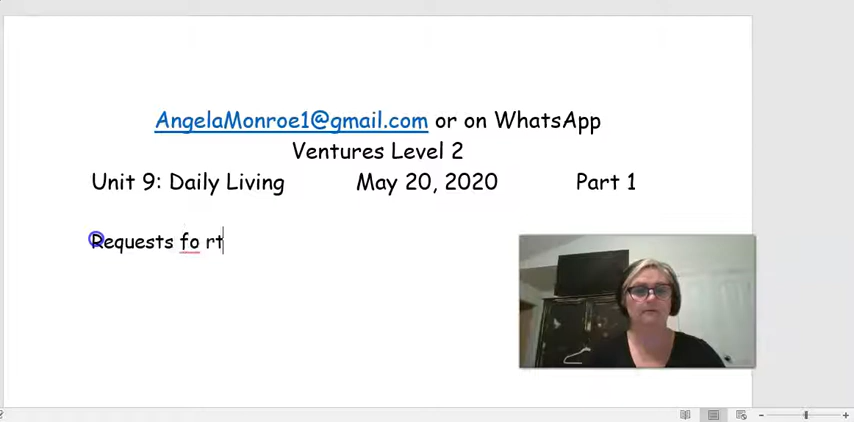 AngelaMonroe1@gmail.com or on WhatsApp
Ventures Level 2
Unit 9: Daily Living May 20, 2020 Part 1
Requests fo rt